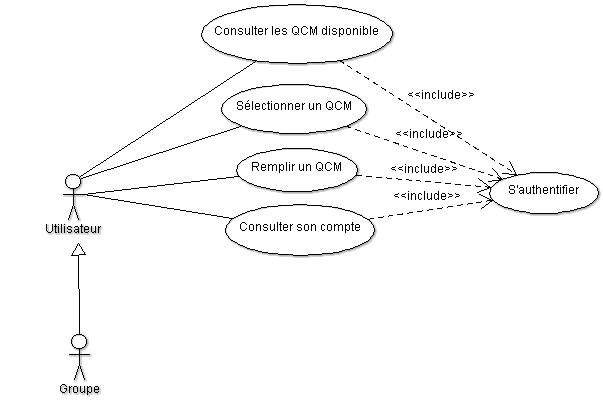 Consulter les QCM disponible
<<include>>
Sélectionner un QCM
<<include>>
Remplir un QCM
<<include>>
S'authentifier
<<include>>
Consulter son compte
Utilisateur
Groupe